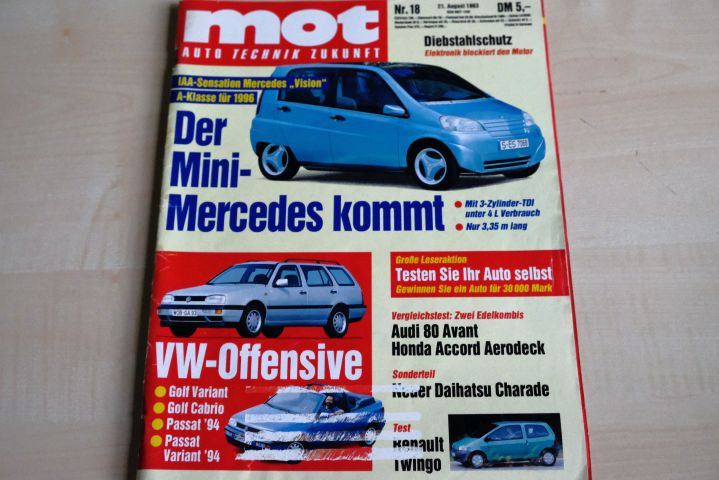 mot
AUTO TECHNIK ZUKUNFT
Nr. 18
21. August 1993
DM 5,–
Diebstahlschutz
Elektronik blockiert den Motor
IAA-Sensation Mercedes „Vision"
A-Klasse für 1996
Der
Mini-
Mercedes kommt
• Mit 3-Zylinder-TDI
unter 4 L Verbrauch
• Nur 3,35 m lang
Große Leseraktion
Testen Sie Ihr Auto selbst
Gewinnen Sie ein Auto für 30 000 Mark
VW-Offensive
Golf Variant
Golf Cabrio
Passat '94
Passat
Variant '94
Vergleichstest: Zwei Edelkombis
Audi 80 Avant
Honda Accord Aerodeck
Sonderteil
Neuer Daihatsu Charade
Test
Renault
Twingo